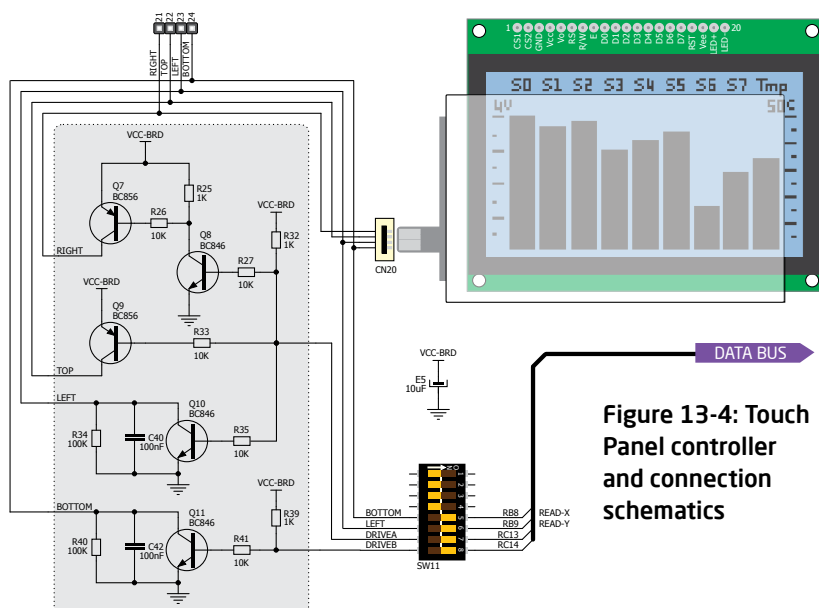 21
22
23
24
RIGHT
TOP
LEFT
BOTTOM
1
20
CS1
CS2
GND
Vcc
Vo
RS
R/W
E
D0
D1
D2
D3
D4
D5
D6
D7
RST
Vee
LED+
LED-
S0 S1 S2 S3 S4 S5 S6 S7 Tmp
4V
50°C
VCC-BRD
Q7
BC856
R25
1K
R26
10K
Q8
BC846
VCC-BRD
R32
1K
RIGHT
R27
10K
CN20
VCC-BRD
Q9
BC856
R33
10K
TOP
LEFT
Q10
BC846
R34
100K
C40
100nF
R35
10K
VCC-BRD
E5
10uF
DATA BUS
Figure 13-4: Touch
Panel controller
and connection
schematics
BOTTOM
Q11
BC846
R40
100K
C42
100nF
R41
10K
VCC-BRD
R39
1K
ON
1
2
3
4
5
6
7
8
BOTTOM
LEFT
DRIVEA
DRIVEB
SW11
RB8 READ-X
RB9 READ-Y
RC13
RC14